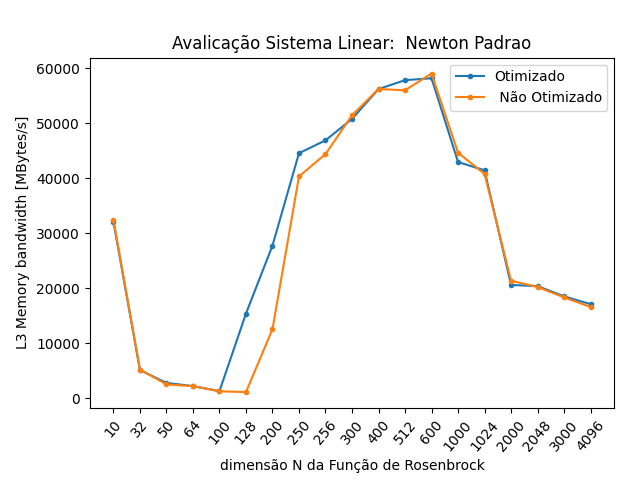 Avalicação Sistema Linear:  Newton Padrao
Otimizado
Não Otimizado
L3 Memory bandwidth [MBytes/s]
60000
50000
40000
30000
20000
10000
0
10 32 50 64 100 128 200 250 256 300 400 512 600 1000 1024 2000 2048 3000 4096
dimensão N da Função de Rosenbrock